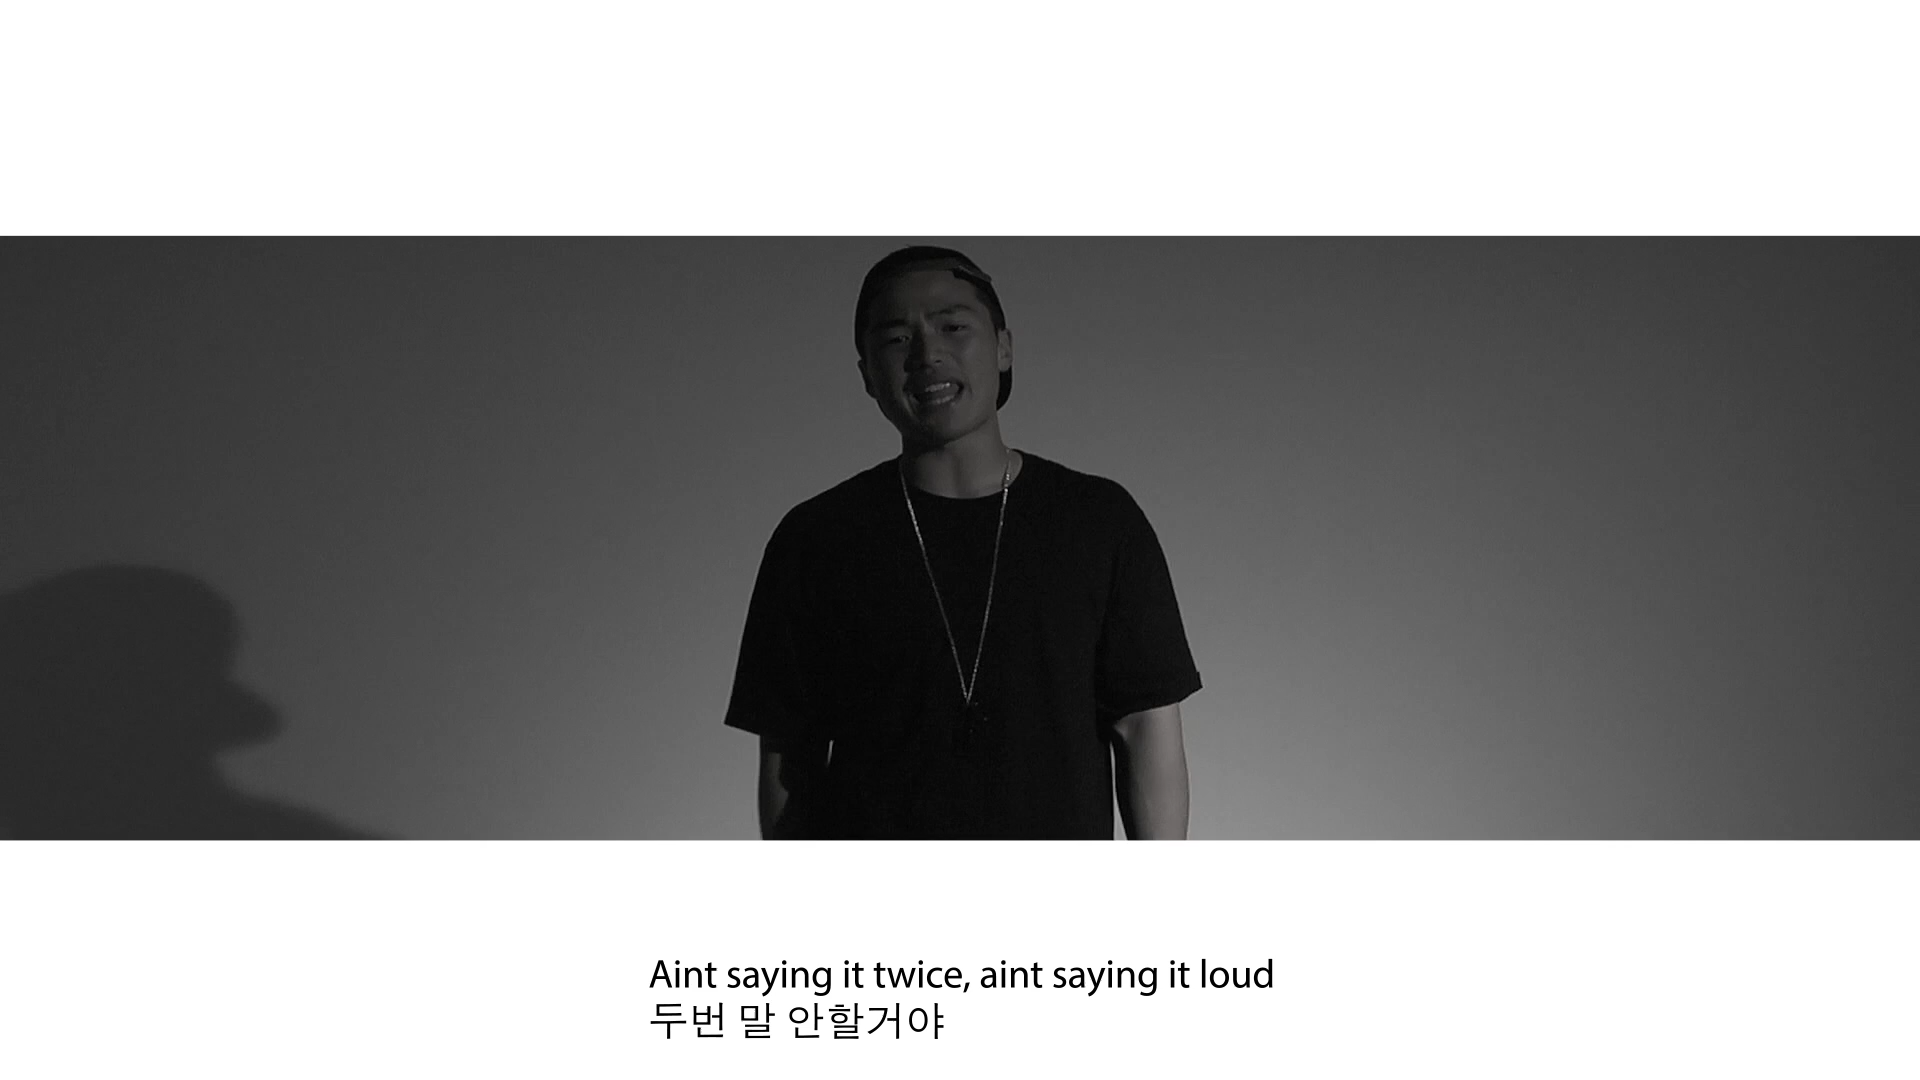 Aint saying it twice, aint saying it loud
두번 말 안할거야